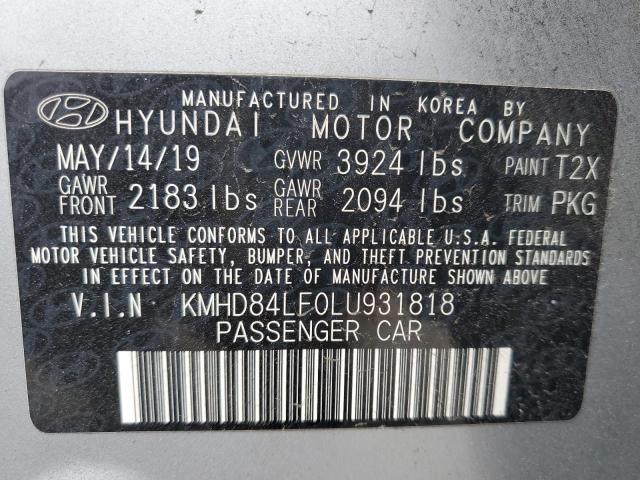 MANUFACTURED IN KOREA BY
HYUNDAI MOTOR COMPANY
MAY/14/19 GVWR 3924 lbs PAINT T2X
GAWR FRONT 2183 lbs GAWR REAR 2094 lbs TRIM PKG
THIS VEHICLE CONFORMS TO ALL APPLICABLE U.S.A. FEDERAL
MOTOR VEHICLE SAFETY, BUMPER, AND THEFT PREVENTION STANDARDS
IN EFFECT ON THE DATE OF MANUFACTURE SHOWN ABOVE
V.I.N KMHD84LF0LU931818
PASSENGER CAR